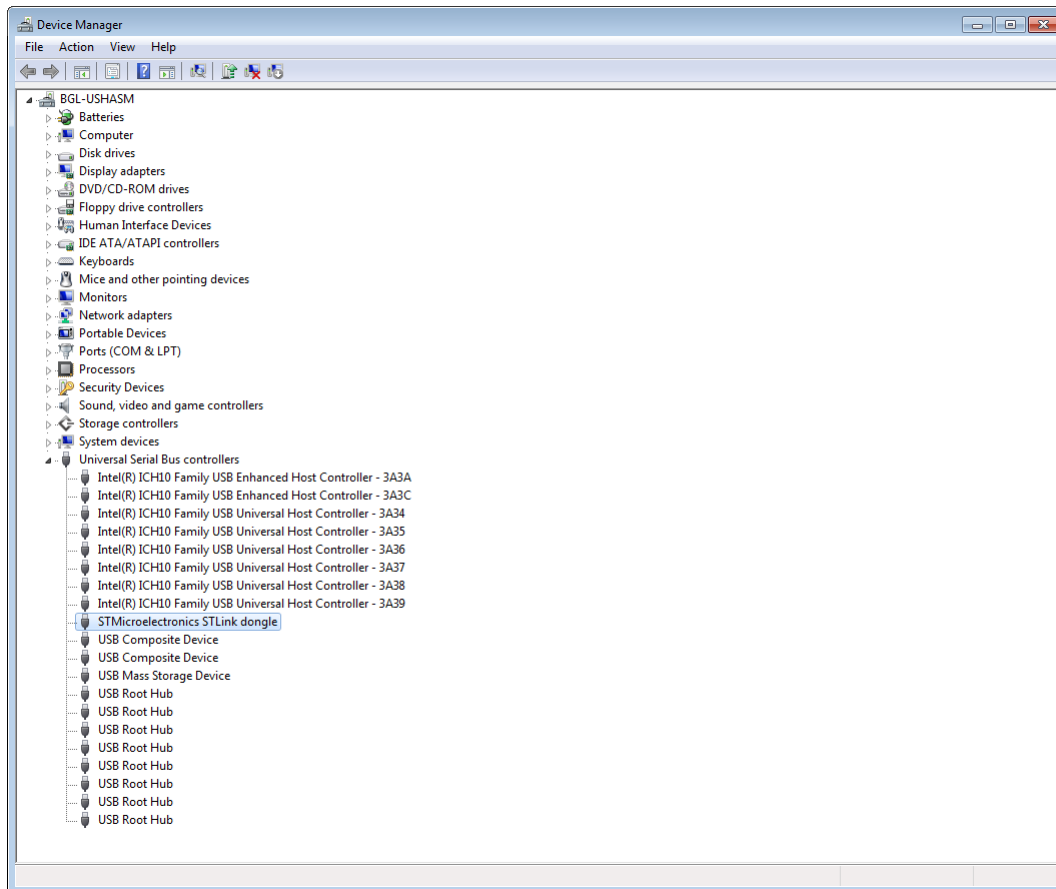 Device Manager
File Action View Help
BGL-USHASM
Batteries
Computer
Disk drives
Display adapters
DVD/CD-ROM drives
Floppy drive controllers
Human Interface Devices
IDE ATA/ATAPI controllers
Keyboards
Mice and other pointing devices
Monitors
Network adapters
Portable Devices
Ports (COM & LPT)
Processors
Security Devices
Sound, video and game controllers
Storage controllers
System devices
Universal Serial Bus controllers
Intel(R) ICH10 Family USB Enhanced Host Controller - 3A3A
Intel(R) ICH10 Family USB Enhanced Host Controller - 3A3C
Intel(R) ICH10 Family USB Universal Host Controller - 3A34
Intel(R) ICH10 Family USB Universal Host Controller - 3A35
Intel(R) ICH10 Family USB Universal Host Controller - 3A36
Intel(R) ICH10 Family USB Universal Host Controller - 3A37
Intel(R) ICH10 Family USB Universal Host Controller - 3A38
Intel(R) ICH10 Family USB Universal Host Controller - 3A39
STMicroelectronics STLink dongle
USB Composite Device
USB Composite Device
USB Mass Storage Device
USB Root Hub
USB Root Hub
USB Root Hub
USB Root Hub
USB Root Hub
USB Root Hub
USB Root Hub
USB Root Hub